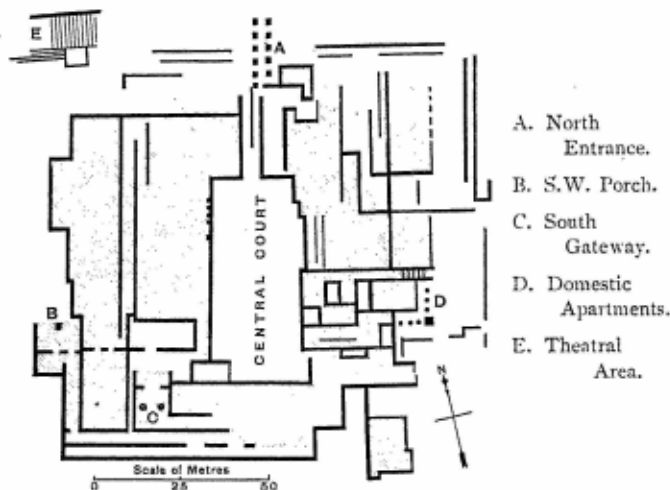 E
A
CENTRAL COURT
B
C
D
N
Scale of Metres
0 25 50
A. North
Entrance.
B. S.W. Porch.
C. South
Gateway.
D. Domestic
Apartments.
E. Theatral
Area.